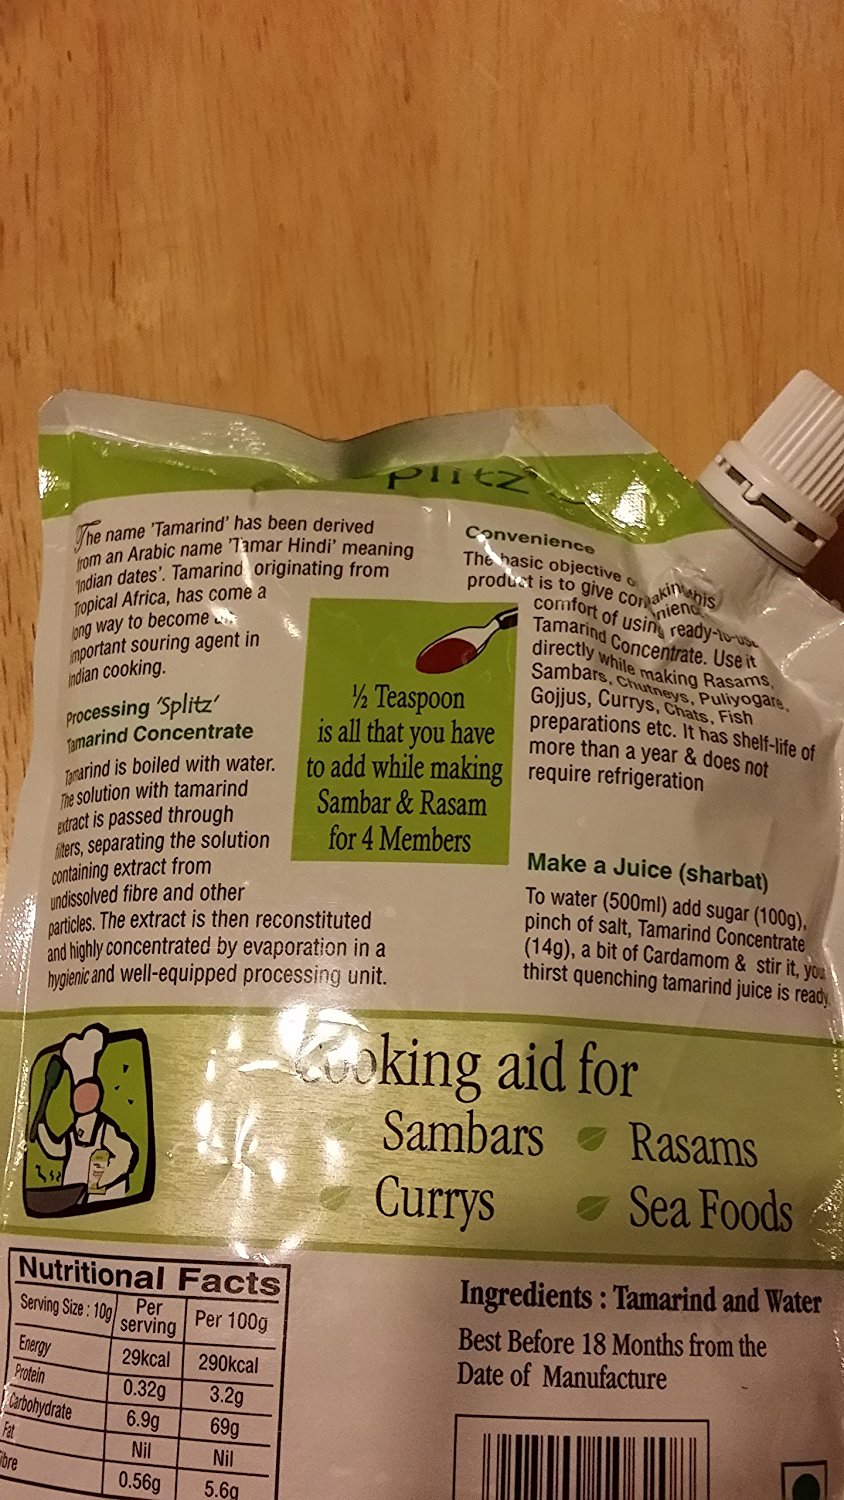 Splitz
The name 'Tamarind' has been derived
from an Arabic name 'Tamar Hindi' meaning
'Indian dates'. Tamarind originating from
Tropical Africa, has come a
long way to become
important souring agent in
Indian cooking.
Processing 'Splitz'
Tamarind Concentrate
Tamarind is boiled with water.
The solution with tamarind
extract is passed through
filters, separating the solution
containing extract from
undissolved fibre and other
particles. The extract is then reconstituted
and highly concentrated by evaporation in a
hygienic and well-equipped processing unit.
½ Teaspoon
is all that you have
to add while making
Sambar & Rasam
for 4 Members
Convenience
The basic objective
product is to give
comfort of using ready-to-use
Tamarind Concentrate. Use it
directly while making Rasams,
Sambars, Chutneys, Puliyogare,
Gojjus, Currys, Chats, Fish
preparations etc. It has shelf-life of
more than a year & does not
require refrigeration
Make a Juice (sharbat)
To water (500ml) add sugar (100g),
pinch of salt, Tamarind Concentrate
(14g), a bit of Cardamom & stir it, your
thirst quenching tamarind juice is ready.
Cooking aid for
Sambars Rasams
Currys Sea Foods
Nutritional Facts
Serving Size : 10g Per serving Per 100g
Energy 29kcal 290kcal
Protein 0.32g 3.2g
Carbohydrate 6.9g 69g
Fat Nil Nil
Fibre 0.56g 5.6g
Ingredients : Tamarind and Water
Best Before 18 Months from the
Date of Manufacture